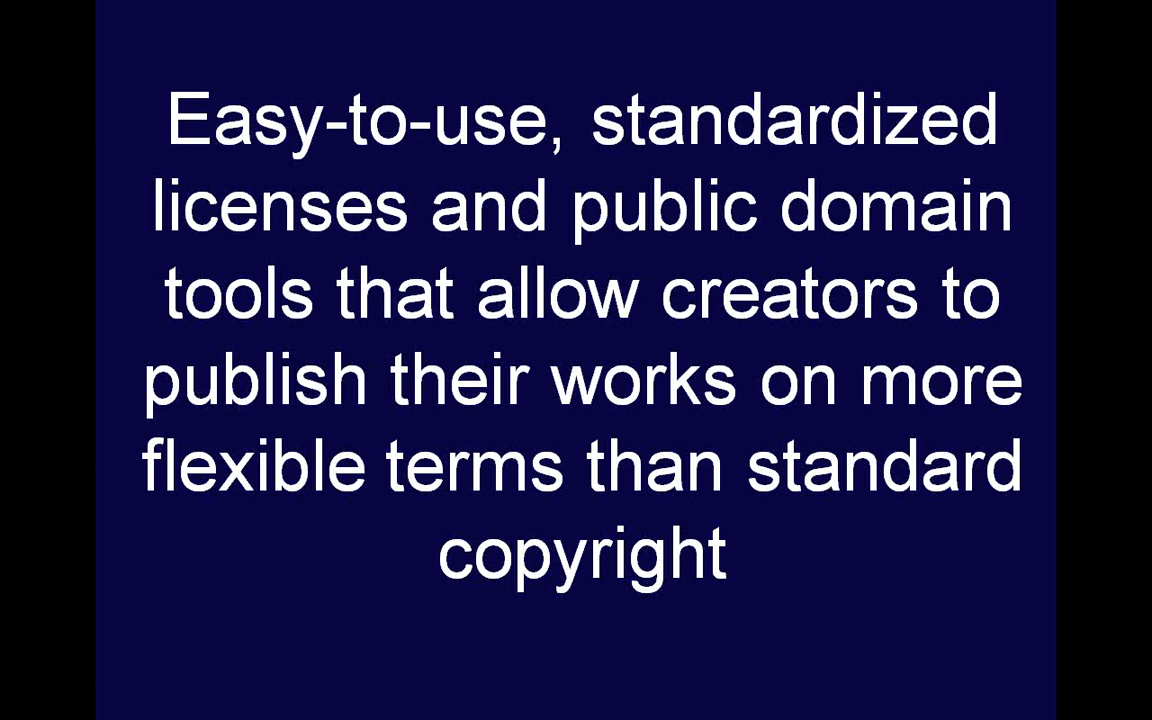 Easy-to-use, standardized
licenses and public domain
tools that allow creators to
publish their works on more
flexible terms than standard
copyright